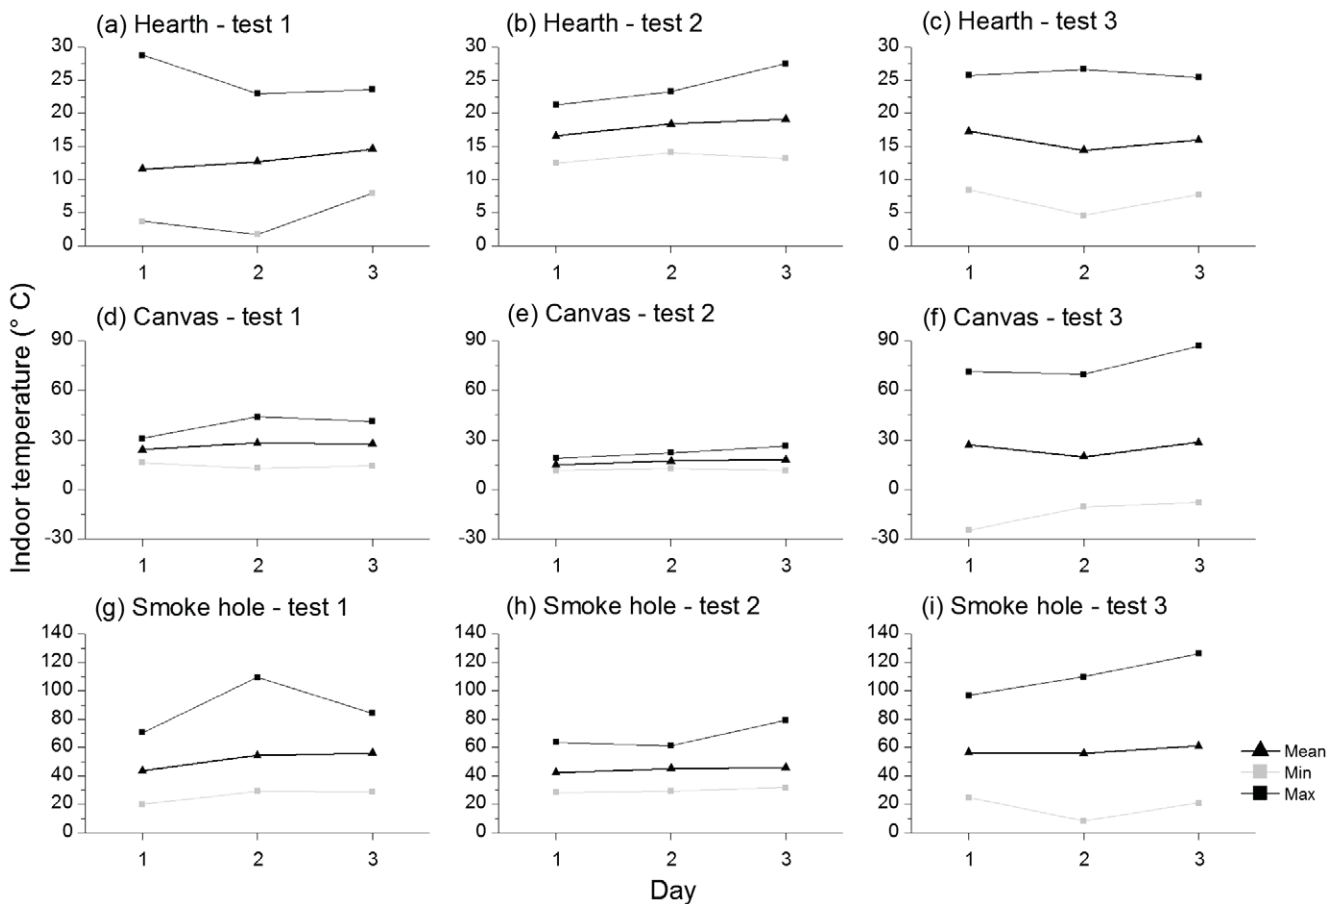 (a) Hearth - test 1
(b) Hearth - test 2
(c) Hearth - test 3
30 30 30
25 25 25
20 20 20
15 15 15
10 10 10
5 5 5
0 0 0
1 2 3 1 2 3 1 2 3
Indoor temperature (° C)
(d) Canvas - test 1
(e) Canvas - test 2
(f) Canvas - test 3
90 90 90
60 60 60
30 30 30
0 0 0
-30 -30 -30
1 2 3 1 2 3 1 2 3
(g) Smoke hole - test 1
(h) Smoke hole - test 2
(i) Smoke hole - test 3
140 140 140
120 120 120
100 100 100
80 80 80
60 60 60
40 40 40
20 20 20
0 0 0
1 2 3 1 2 3 1 2 3
Mean
Min
Max
Day